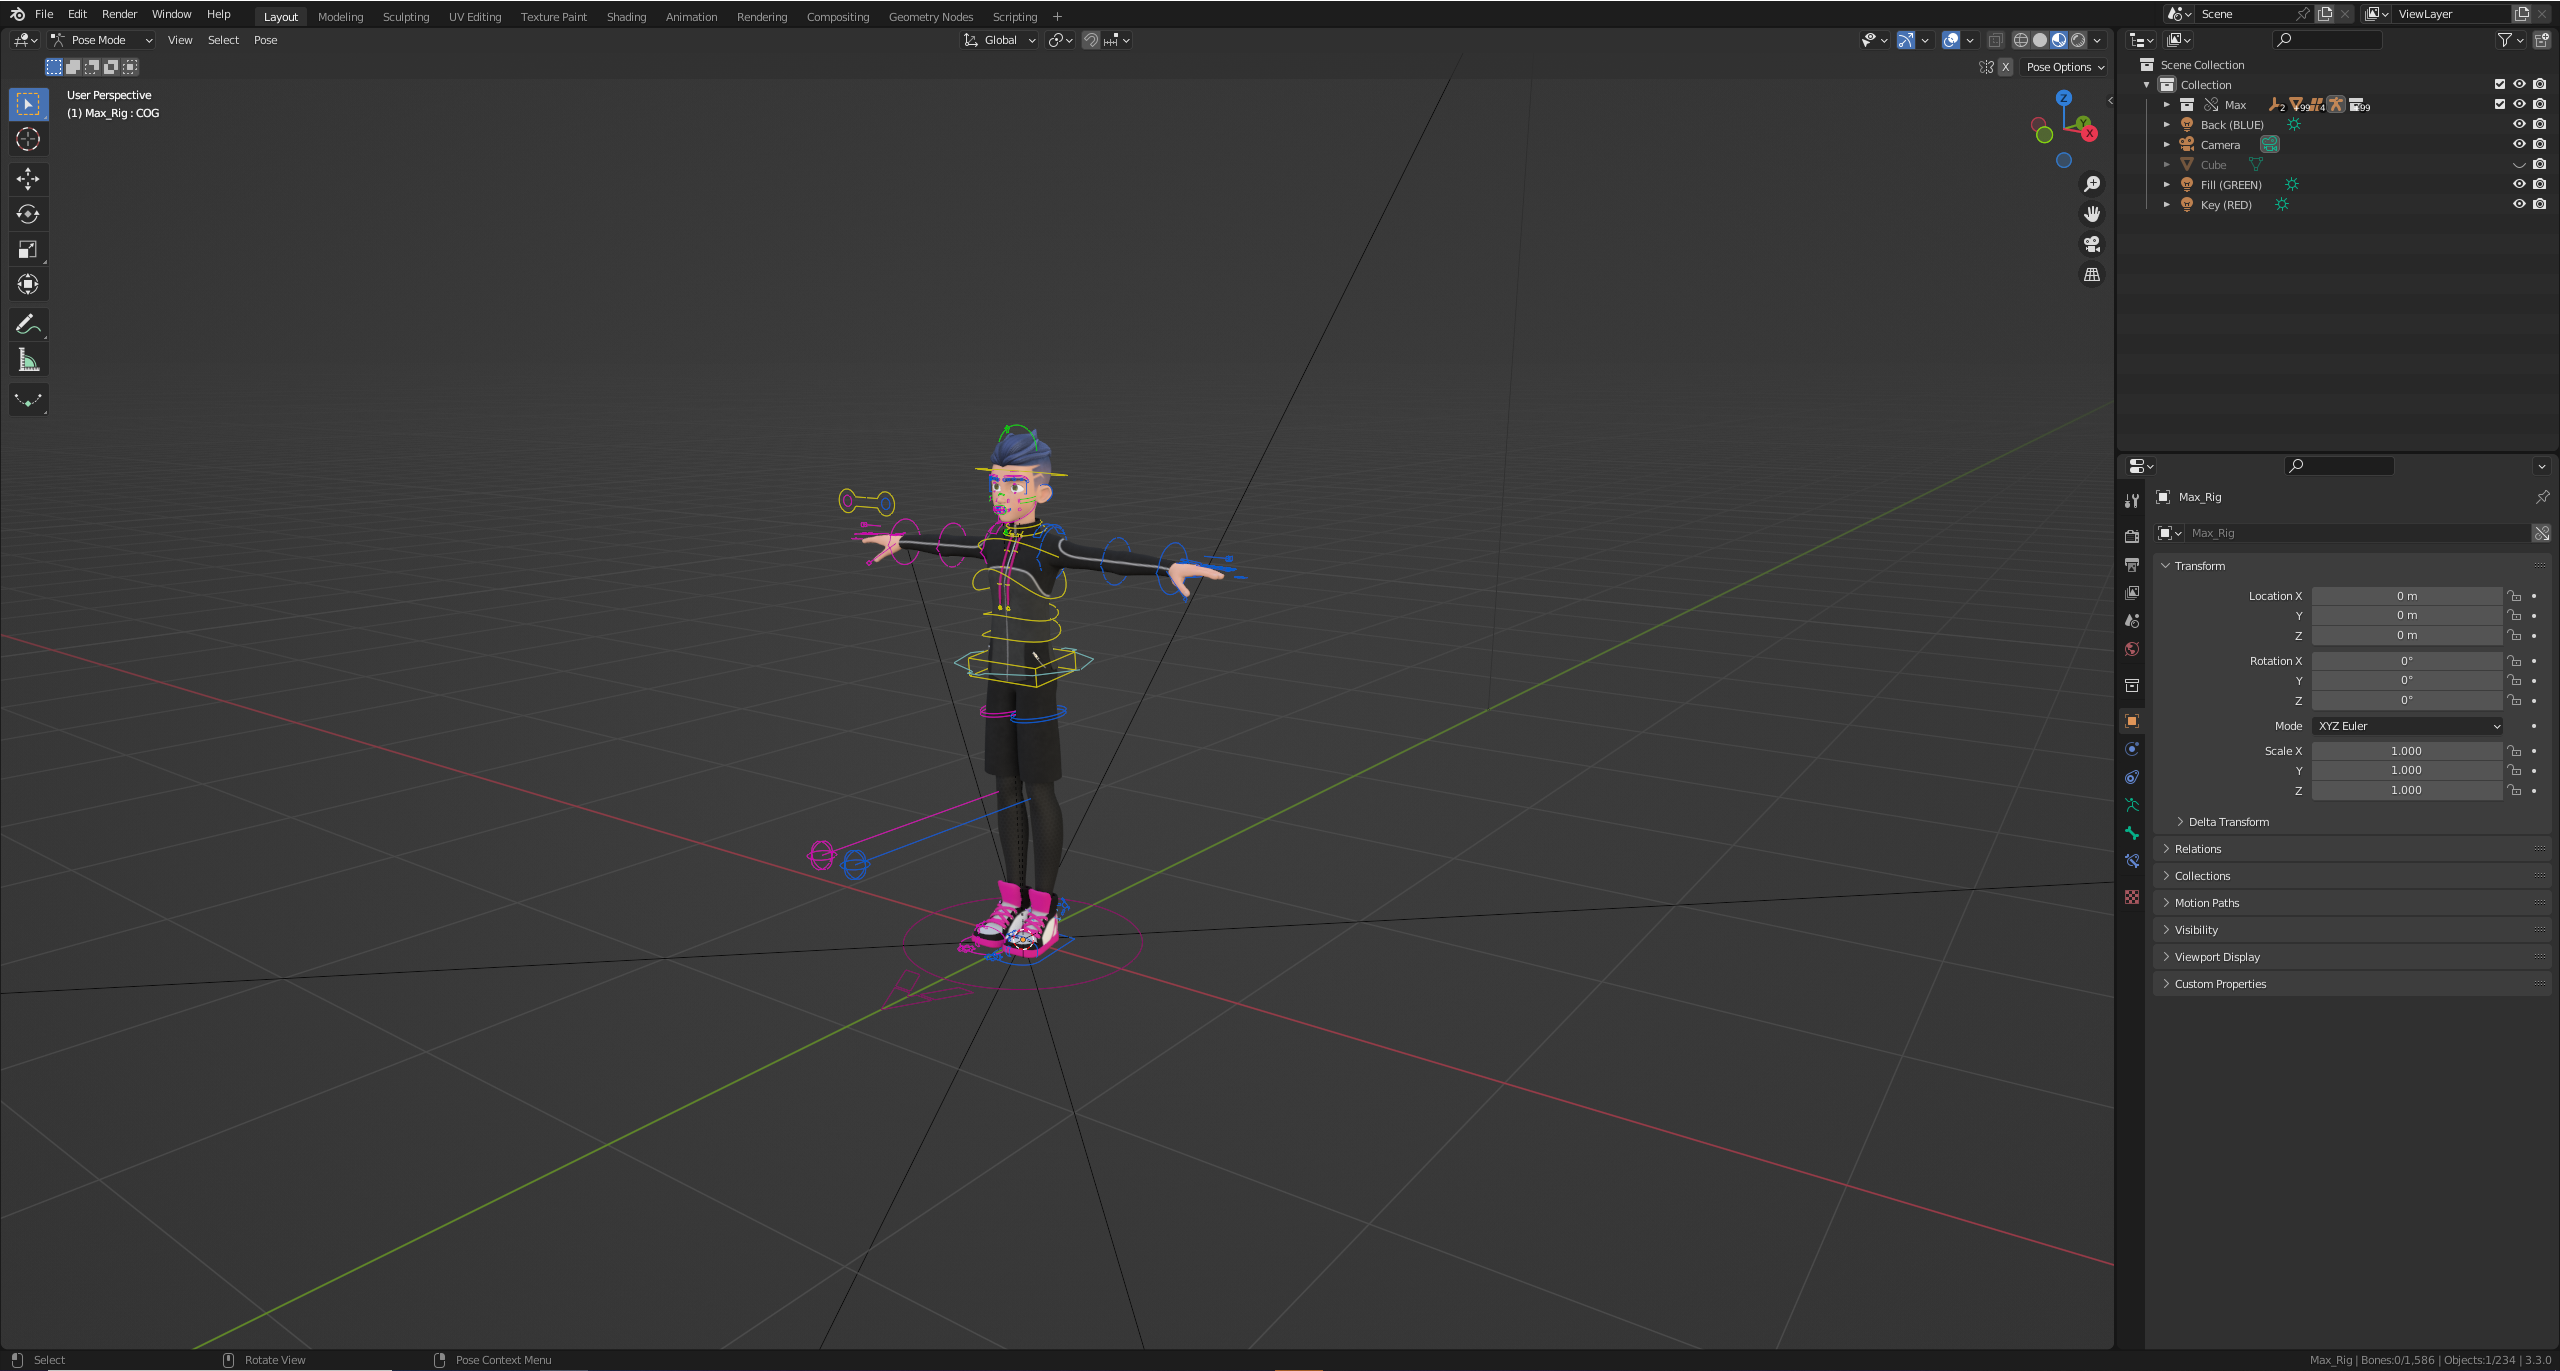 File Edit Render Window Help Layout Modeling Sculpting UV Editing Texture Paint Shading Animation Rendering Compositing Geometry Nodes Scripting + Scene ViewLayer
Pose Mode View Select Pose Global
X Pose Options
User Perspective
(1) Max_Rig : COG
Z
Y
X
Scene Collection
Collection
Max 2 +99 4 99
Back (BLUE)
Camera
Cube
Fill (GREEN)
Key (RED)
Max_Rig
Max_Rig
Transform
Location X 0 m
Y 0 m
Z 0 m
Rotation X 0°
Y 0°
Z 0°
Mode XYZ Euler
Scale X 1.000
Y 1.000
Z 1.000
Delta Transform
Relations
Collections
Motion Paths
Visibility
Viewport Display
Custom Properties
Select Rotate View Pose Context Menu Max_Rig | Bones:0/1,586 | Objects:1/234 | 3.3.0